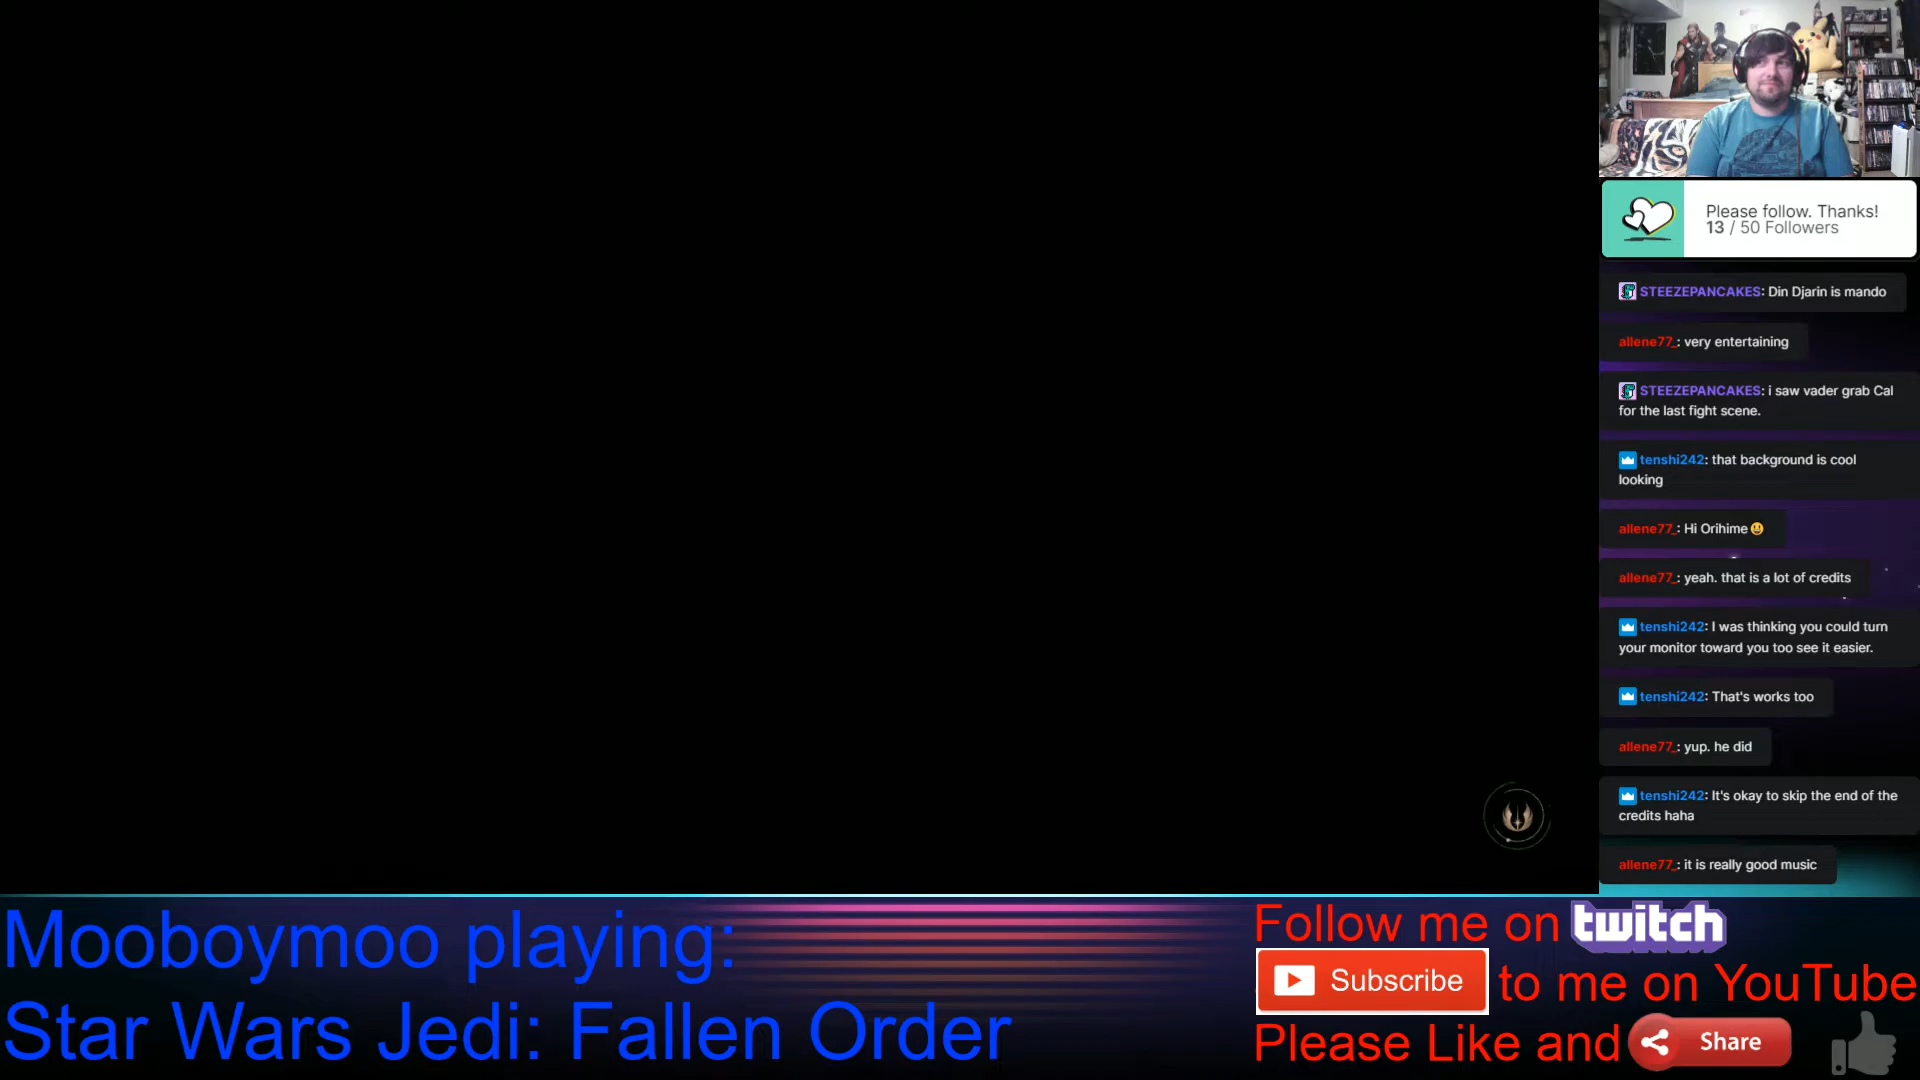 Please follow. Thanks!
13 / 50 Followers
STEEZEPANCAKES: Din Djarin is mando
allene77_: very entertaining
STEEZEPANCAKES: i saw vader grab Cal
for the last fight scene.
tenshi242: that background is cool
looking
allene77_: Hi Orihime😃
allene77_: yeah. that is a lot of credits
tenshi242: I was thinking you could turn
your monitor toward you too see it easier.
tenshi242: That's works too
allene77_: yup. he did
tenshi242: It's okay to skip the end of the
credits haha
allene77_: it is really good music
Mooboymoo playing:
Star Wars Jedi: Fallen Order
Follow me on twitch
Subscribe to me on YouTube
Please Like and Share